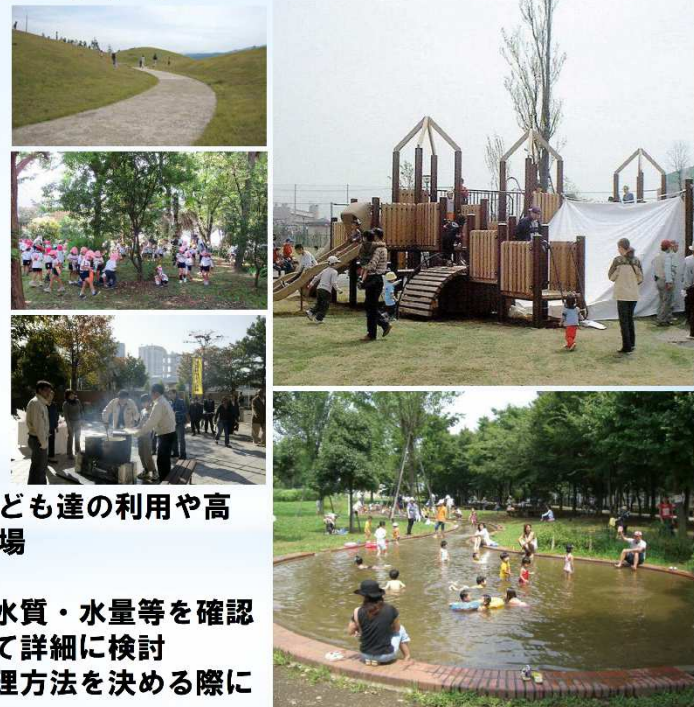 ども達の利用や高
場
水質・水量等を確認
て詳細に検討
理方法を決める際に